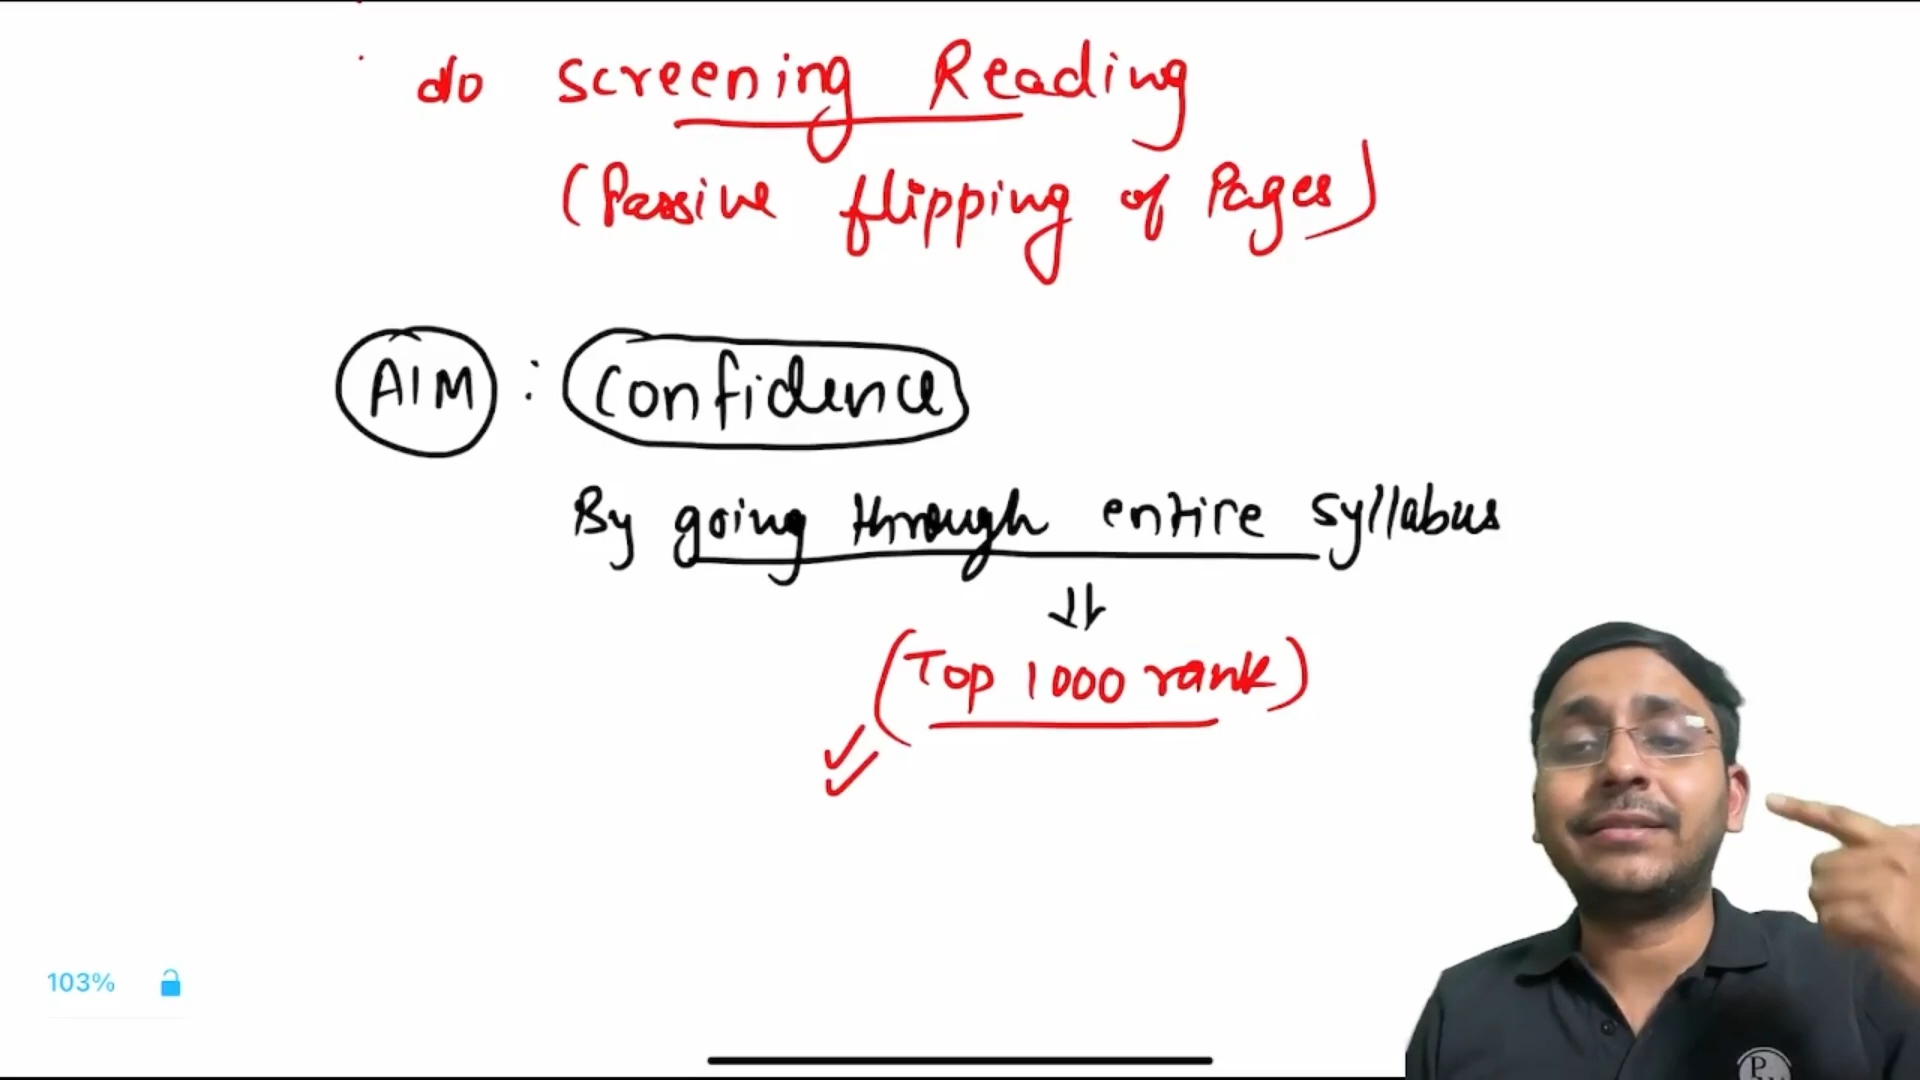 do screening Reading
(Passive flipping of Pages)
AIM : Confidence
By going through entire syllabus
(Top 1000 rank)
103%
P